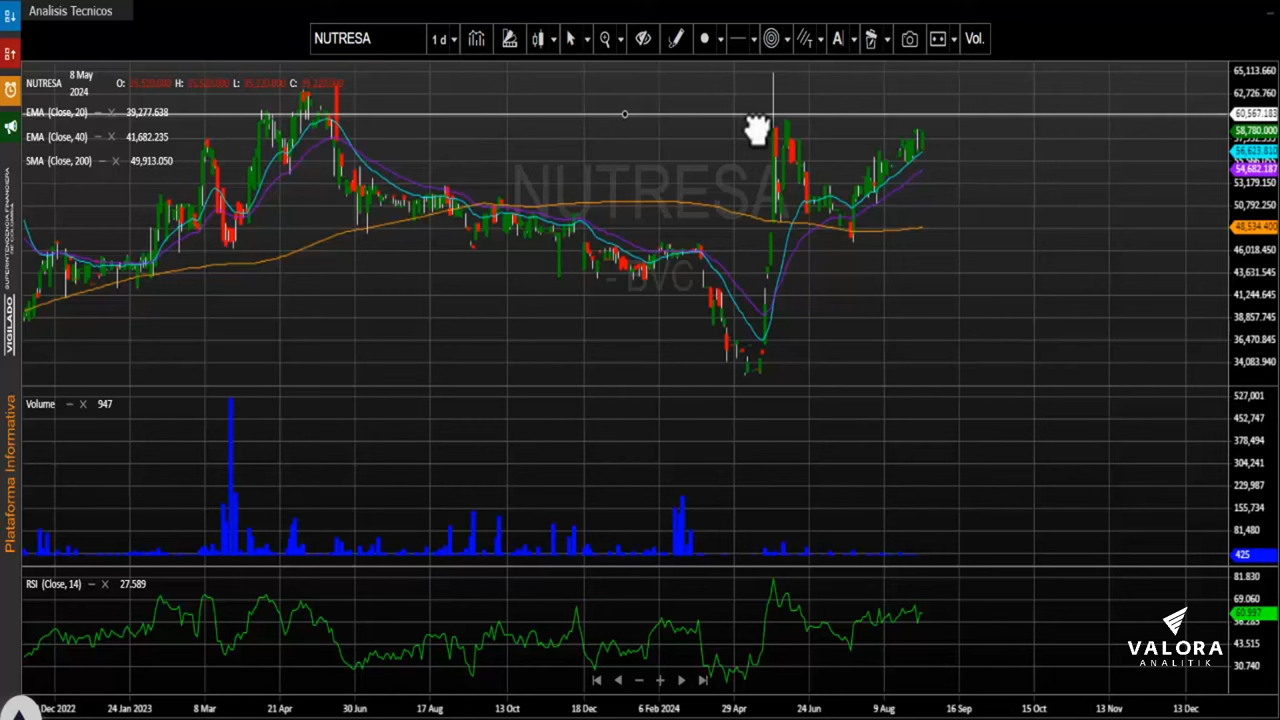 Analisis Tecnicos
NUTRESA
1 d
Vol.
NUTRESA 8 May 2024 O: H: L: C:
EMA (Close, 20) 39,277.638
EMA (Close, 40) 41,682.235
SMA (Close, 200) 49,913.050
NUTRESA
- BVC
65,113.660
62,726.760
60,567.183
58,780.000
56,623.810
54,682.187
53,179.150
50,792.250
48,534.400
46,018.450
43,631.545
41,244.645
38,857.745
36,470.845
34,083.940
Volume 947
527,001
452,747
378,494
304,241
229,987
155,734
81,480
425
RSI (Close, 14) 27.589
81.830
69.060
60.997
56.285
43.515
30.740
Dec 2022 24 Jan 2023 8 Mar 21 Apr 30 Jun 17 Aug 13 Oct 18 Dec 6 Feb 2024 29 Apr 24 Jun 9 Aug 16 Sep 15 Oct 13 Nov 13 Dec
SUPERINTENDENCIA FINANCIERA
DE COLOMBIA
VIGILADO
Plataforma Informativa
VALORA
ANALITIK